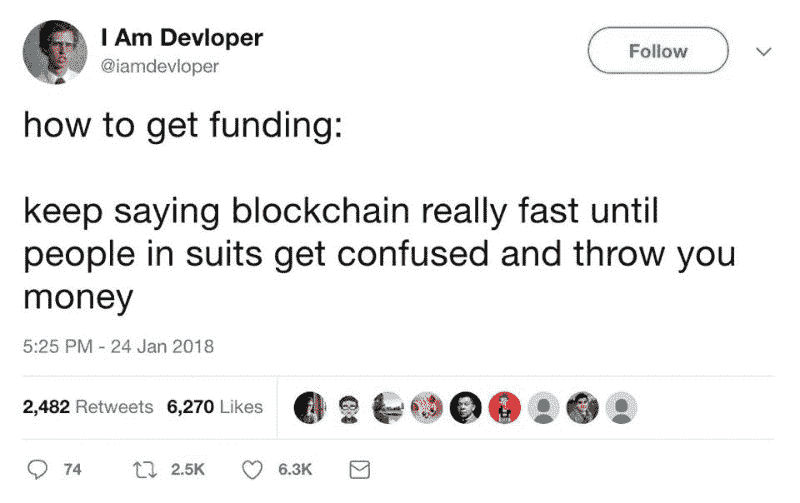 I Am Devloper
@iamdevloper
Follow
how to get funding:
keep saying blockchain really fast until
people in suits get confused and throw you
money
5:25 PM - 24 Jan 2018
2,482 Retweets 6,270 Likes
74 2.5K 6.3K